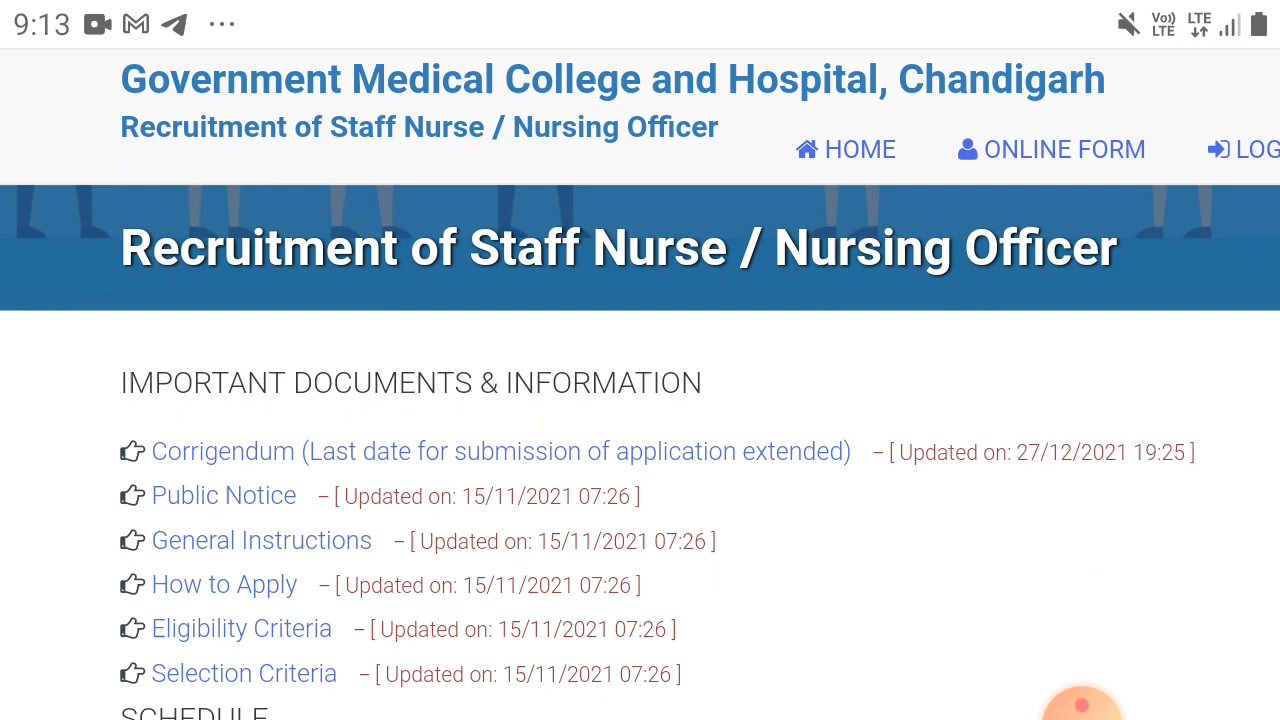 9:13 ... Vo)) LTE LTE
Government Medical College and Hospital, Chandigarh
Recruitment of Staff Nurse / Nursing Officer
HOME ONLINE FORM LOG
Recruitment of Staff Nurse / Nursing Officer
IMPORTANT DOCUMENTS & INFORMATION
Corrigendum (Last date for submission of application extended) – [ Updated on: 27/12/2021 19:25 ]
Public Notice – [ Updated on: 15/11/2021 07:26 ]
General Instructions – [ Updated on: 15/11/2021 07:26 ]
How to Apply – [ Updated on: 15/11/2021 07:26 ]
Eligibility Criteria – [ Updated on: 15/11/2021 07:26 ]
Selection Criteria – [ Updated on: 15/11/2021 07:26 ]
SCHEDULE